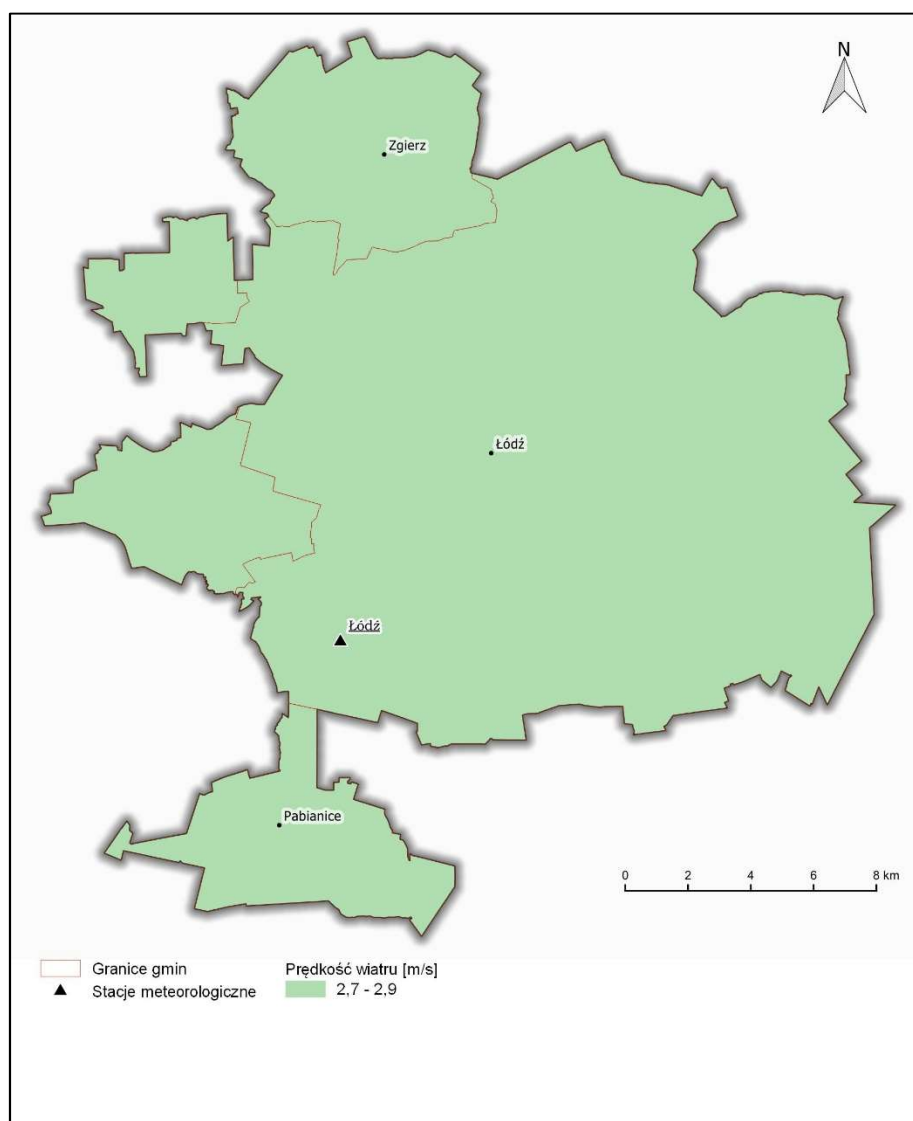 N
Zgierz
Łódź
Łódź
Pabianice
0 2 4 6 8 km
Granice gmin
Stacje meteorologiczne
Prędkość wiatru [m/s]
2,7 - 2,9